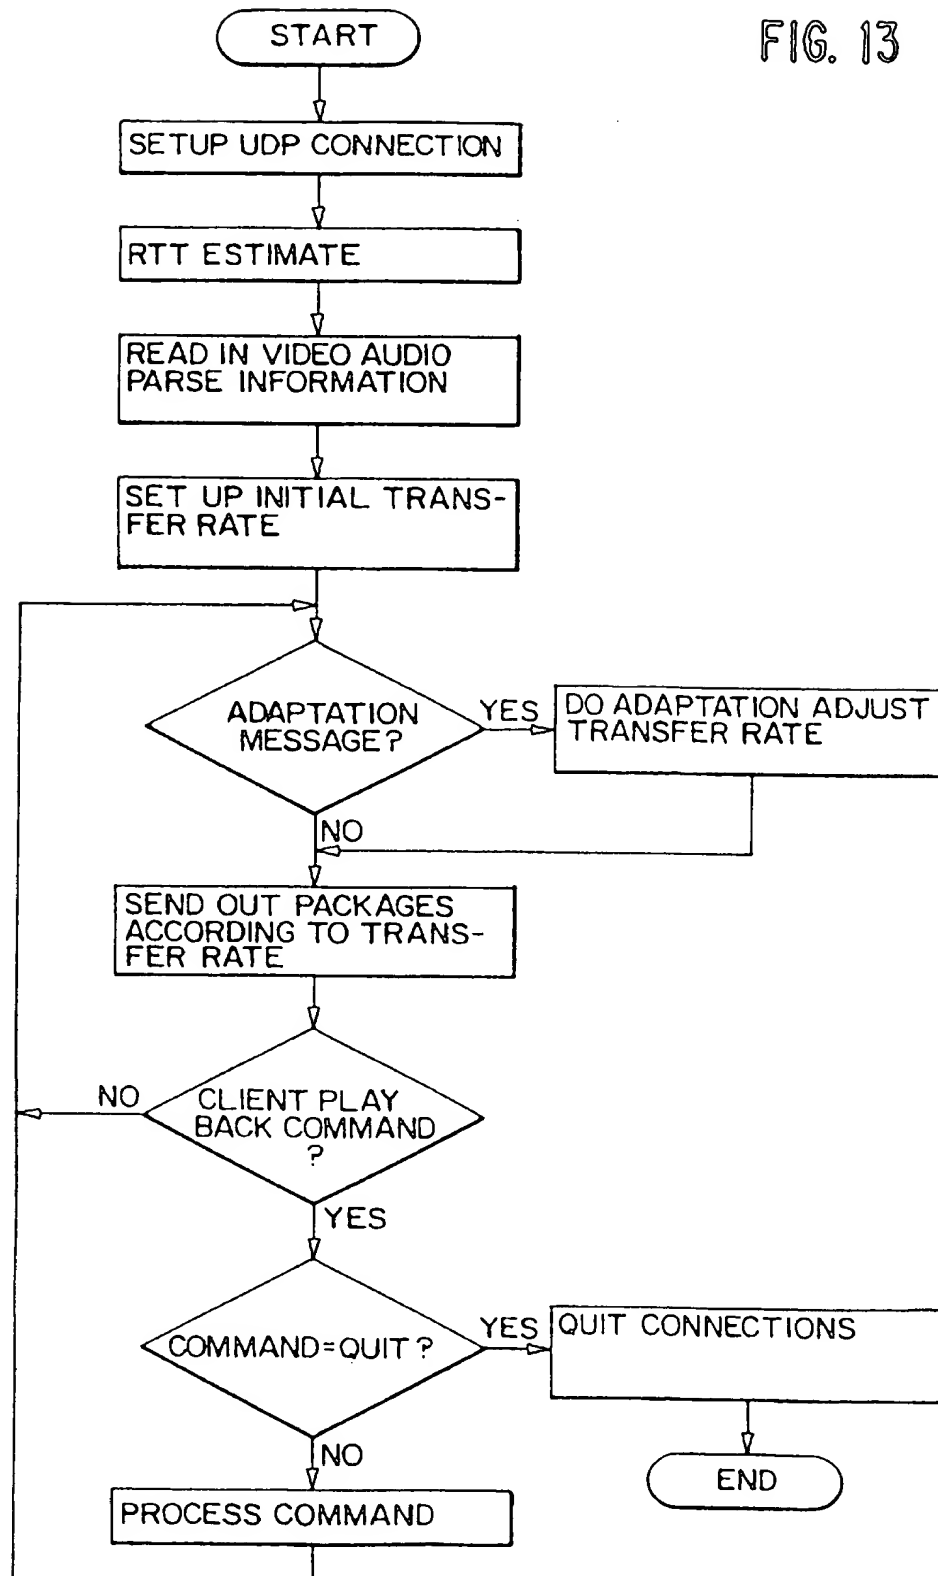 FIG. 13
START
SETUP UDP CONNECTION
RTT ESTIMATE
READ IN VIDEO AUDIO
PARSE INFORMATION
SET UP INITIAL TRANS-
FER RATE
ADAPTATION
MESSAGE?
YES
DO ADAPTATION ADJUST
TRANSFER RATE
NO
SEND OUT PACKAGES
ACCORDING TO TRANS-
FER RATE
NO
CLIENT PLAY
BACK COMMAND
?
YES
COMMAND=QUIT?
YES
QUIT CONNECTIONS
NO
END
PROCESS COMMAND